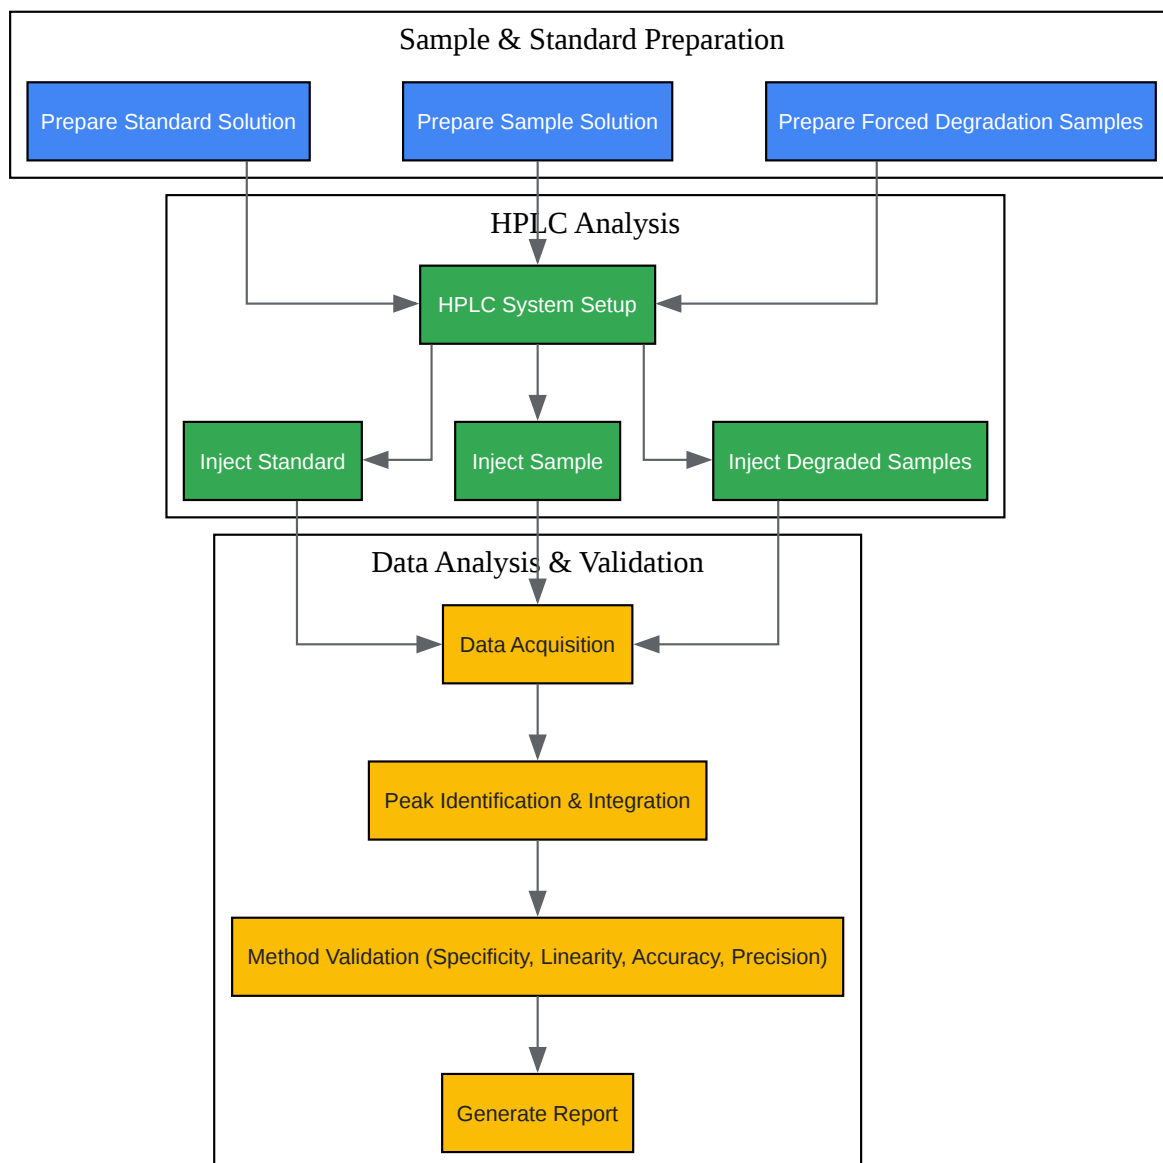 Sample & Standard Preparation
Prepare Standard Solution
Prepare Sample Solution
Prepare Forced Degradation Samples
HPLC Analysis
HPLC System Setup
Inject Standard
Inject Sample
Inject Degraded Samples
Data Analysis & Validation
Data Acquisition
Peak Identification & Integration
Method Validation (Specificity, Linearity, Accuracy, Precision)
Generate Report